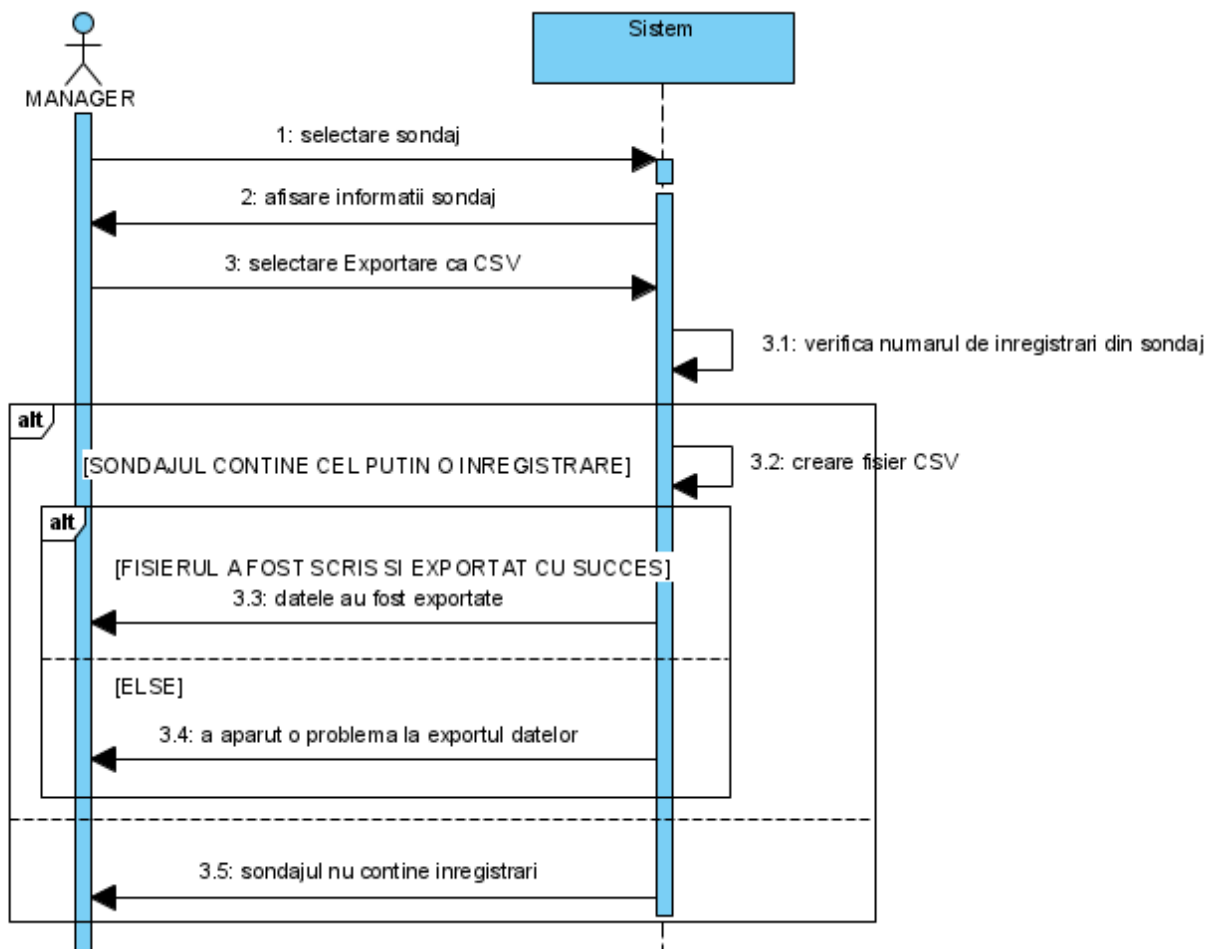 Sistem
MANAGER
1: selectare sondaj
2: afisare informatii sondaj
3: selectare Exportare ca CSV
3.1: verifica numarul de inregistrari din sondaj
alt
[SONDAJUL CONTINE CEL PUTIN O INREGISTRARE]
3.2: creare fisier CSV
alt
[FISIERUL A FOST SCRIS SI EXPORTAT CU SUCCES]
3.3: datele au fost exportate
[ELSE]
3.4: a aparut o problema la exportul datelor
3.5: sondajul nu contine inregistrari